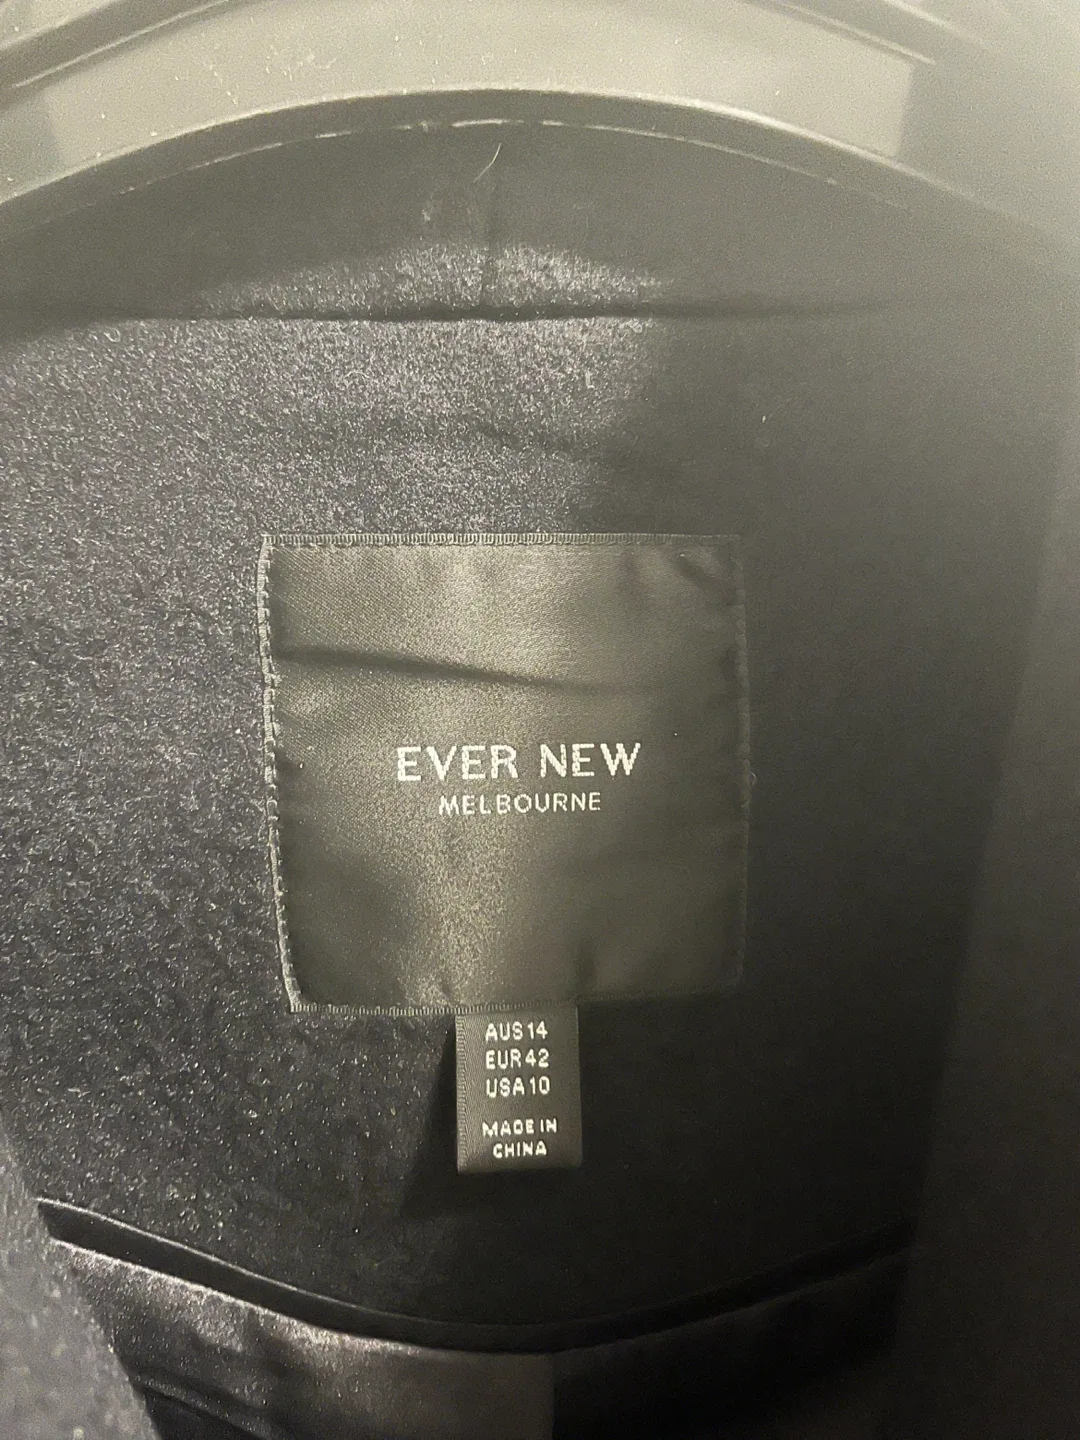 EVER NEW
MELBOURNE
AUS 14
EUR 42
USA 10
MADE IN
CHINA